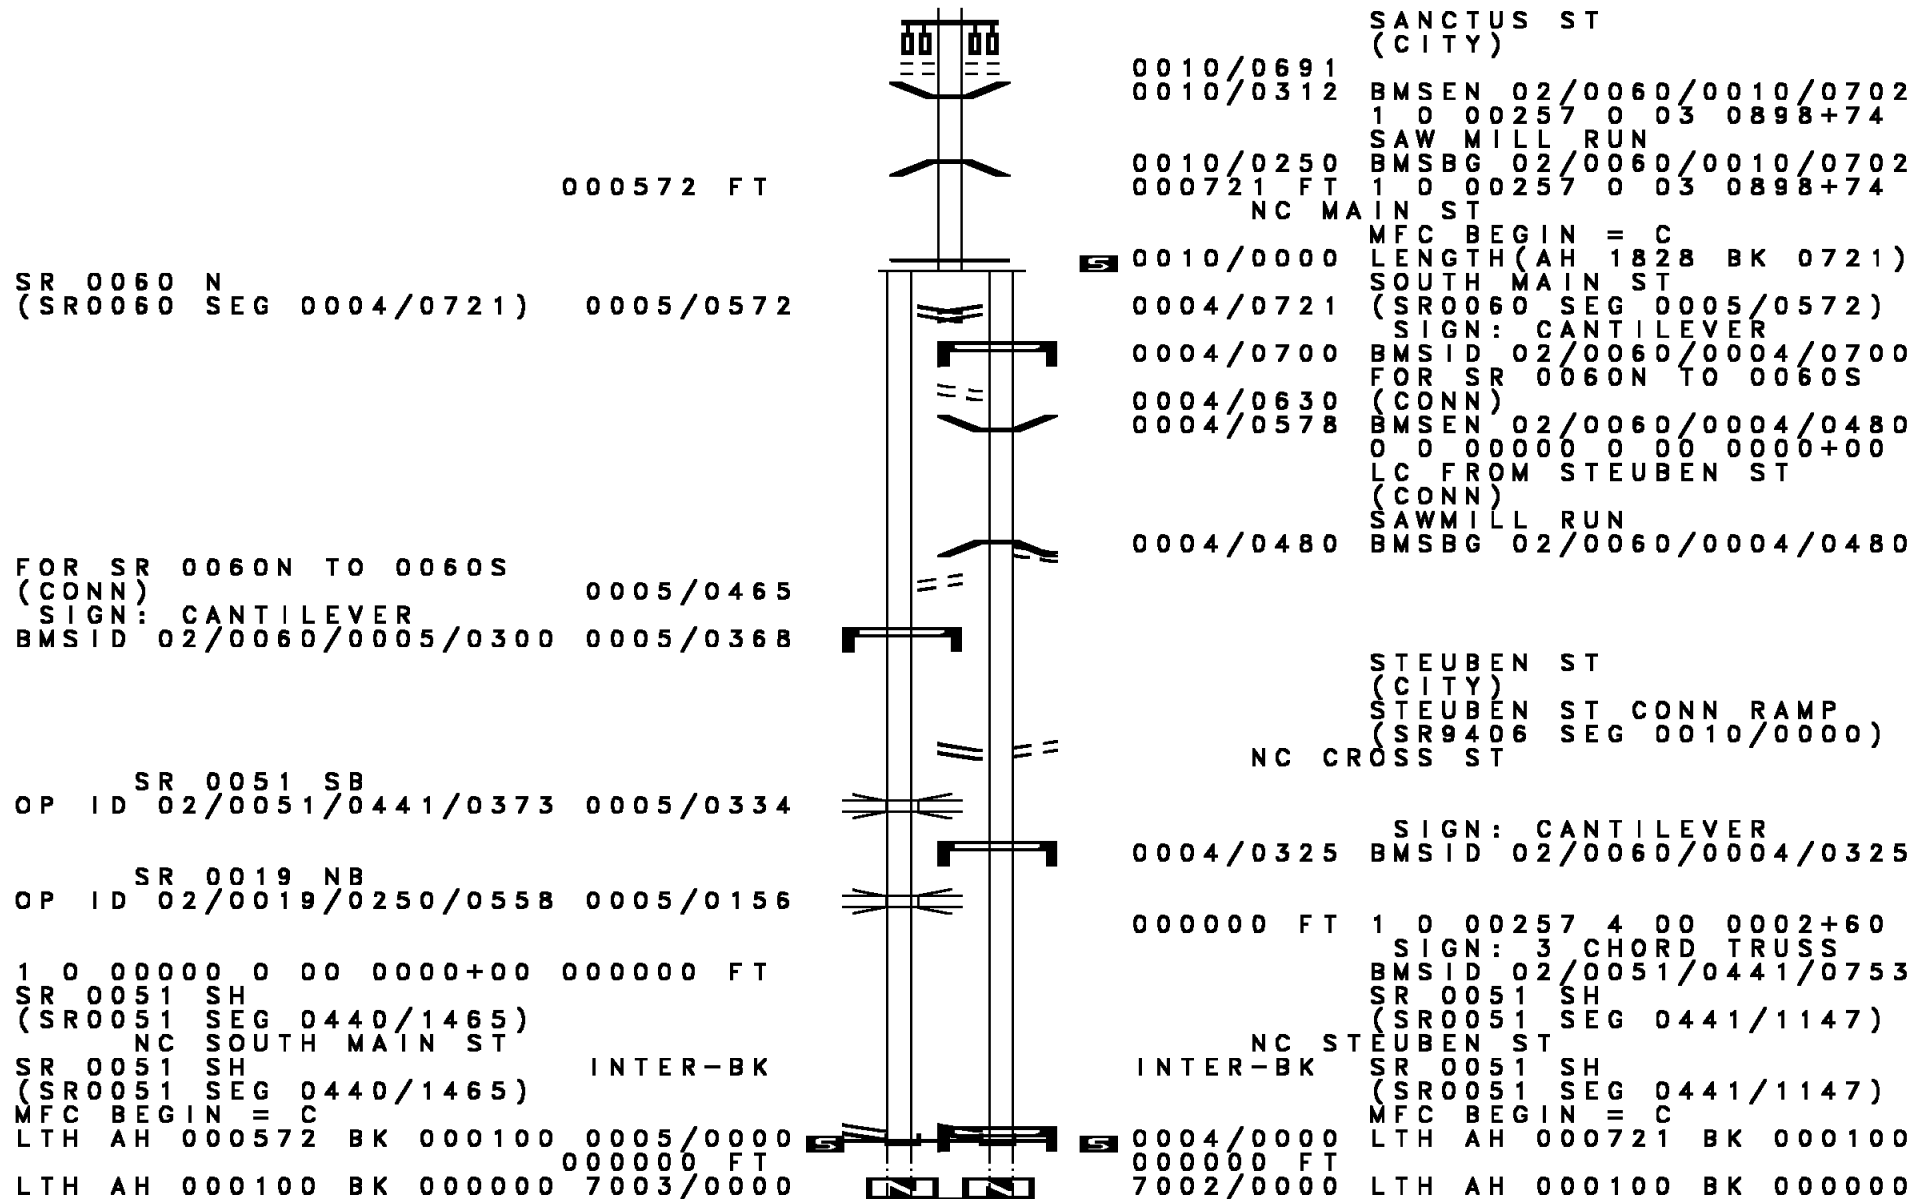 SANCTUS ST
(CITY)
0010/0691
0010/0312 BMSEN 02/0060/0010/0702
1 0 00257 0 03 0898+74
SAW MILL RUN
0010/0250 BMSBG 02/0060/0010/0702
000572 FT 000721 FT 1 0 00257 0 03 0898+74
NC MAIN ST
MFC BEGIN = C
S 0010/0000 LENGTH(AH 1828 BK 0721)
SR 0060 N SOUTH MAIN ST
(SR0060 SEG 0004/0721) 0005/0572 0004/0721 (SR0060 SEG 0005/0572)
SIGN: CANTILEVER
0004/0700 BMSID 02/0060/0004/0700
FOR SR 0060N TO 0060S
0004/0630 (CONN)
0004/0578 BMSEN 02/0060/0004/0480
0 0 00000 0 00 0000+00
LC FROM STEUBEN ST
(CONN)
SAWMILL RUN
0004/0480 BMSBG 02/0060/0004/0480
FOR SR 0060N TO 0060S
(CONN) 0005/0465
SIGN: CANTILEVER
BMSID 02/0060/0005/0300 0005/0368
STEUBEN ST
(CITY)
STEUBEN ST CONN RAMP
(SR9406 SEG 0010/0000)
NC CROSS ST
SR 0051 SB
OP ID 02/0051/0441/0373 0005/0334
SIGN: CANTILEVER
0004/0325 BMSID 02/0060/0004/0325
SR 0019 NB
OP ID 02/0019/0250/0558 0005/0156
000000 FT 1 0 00257 4 00 0002+60
SIGN: 3 CHORD TRUSS
1 0 00000 0 00 0000+00 000000 FT BMSID 02/0051/0441/0753
SR 0051 SH SR 0051 SH
(SR0051 SEG 0440/1465) (SR0051 SEG 0441/1147)
NC SOUTH MAIN ST NC STEUBEN ST
SR 0051 SH INTER-BK INTER-BK SR 0051 SH
(SR0051 SEG 0440/1465) (SR0051 SEG 0441/1147)
MFC BEGIN = C MFC BEGIN = C
LTH AH 000572 BK 000100 0005/0000 S S 0004/0000 LTH AH 000721 BK 000100
000000 FT 000000 FT
LTH AH 000100 BK 000000 7003/0000 N N 7002/0000 LTH AH 000100 BK 000000